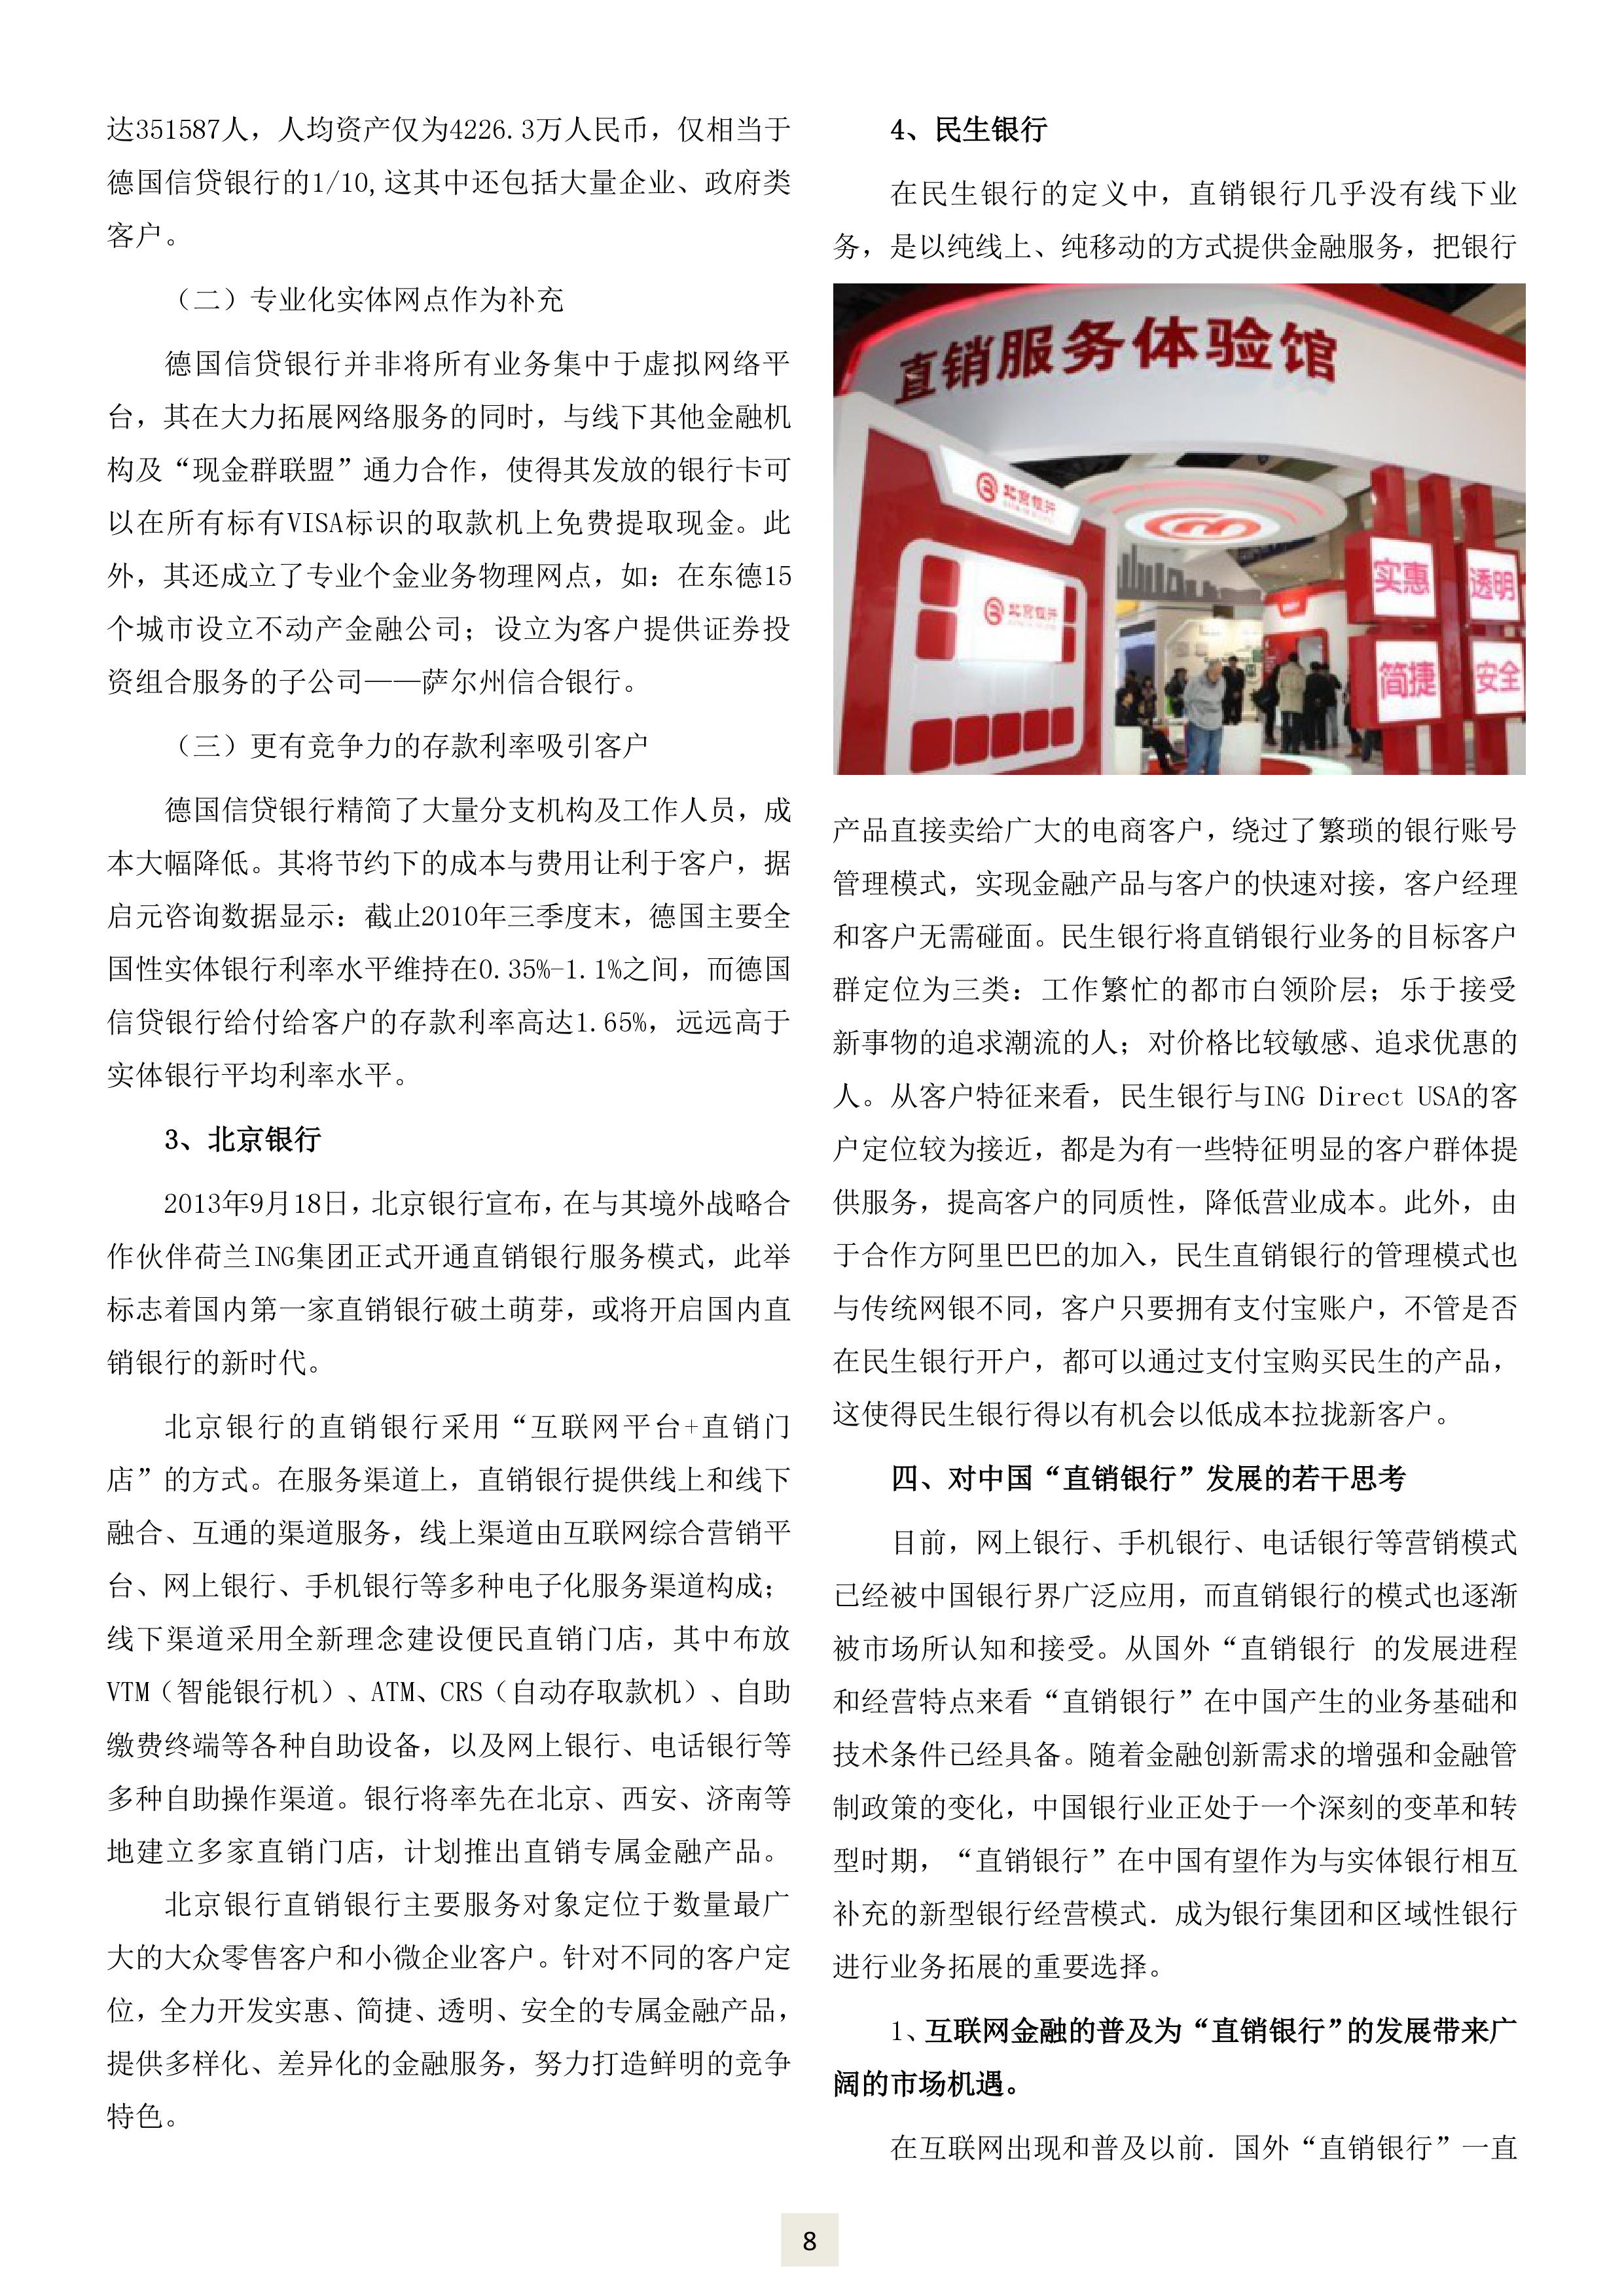 达351587人，人均资产仅为4226.3万人民币，仅相当于
德国信贷银行的1/10,这其中还包括大量企业、政府类
客户。
（二）专业化实体网点作为补充
德国信贷银行并非将所有业务集中于虚拟网络平
台，其在大力拓展网络服务的同时，与线下其他金融机
构及“现金群联盟”通力合作，使得其发放的银行卡可
以在所有标有VISA标识的取款机上免费提取现金。此
外，其还成立了专业个金业务物理网点，如：在东德15
个城市设立不动产金融公司；设立为客户提供证券投
资组合服务的子公司——萨尔州信合银行。
（三）更有竞争力的存款利率吸引客户
德国信贷银行精简了大量分支机构及工作人员，成
本大幅降低。其将节约下的成本与费用让利于客户，据
启元咨询数据显示：截止2010年三季度末，德国主要全
国性实体银行利率水平维持在0.35%-1.1%之间，而德国
信贷银行给付给客户的存款利率高达1.65%，远远高于
实体银行平均利率水平。
3、北京银行
2013年9月18日，北京银行宣布，在与其境外战略合
作伙伴荷兰ING集团正式开通直销银行服务模式，此举
标志着国内第一家直销银行破土萌芽，或将开启国内直
销银行的新时代。
北京银行的直销银行采用“互联网平台+直销门
店”的方式。在服务渠道上，直销银行提供线上和线下
融合、互通的渠道服务，线上渠道由互联网综合营销平
台、网上银行、手机银行等多种电子化服务渠道构成；
线下渠道采用全新理念建设便民直销门店，其中布放
VTM（智能银行机）、ATM、CRS（自动存取款机）、自助
缴费终端等各种自助设备，以及网上银行、电话银行等
多种自助操作渠道。银行将率先在北京、西安、济南等
地建立多家直销门店，计划推出直销专属金融产品。
北京银行直销银行主要服务对象定位于数量最广
大的大众零售客户和小微企业客户。针对不同的客户定
位，全力开发实惠、简捷、透明、安全的专属金融产品，
提供多样化、差异化的金融服务，努力打造鲜明的竞争
特色。
4、民生银行
在民生银行的定义中，直销银行几乎没有线下业
务，是以纯线上、纯移动的方式提供金融服务，把银行
直销服务体验馆
北京银行
北京银行
实惠
透明
简捷
安全
产品直接卖给广大的电商客户，绕过了繁琐的银行账号
管理模式，实现金融产品与客户的快速对接，客户经理
和客户无需碰面。民生银行将直销银行业务的目标客户
群定位为三类：工作繁忙的都市白领阶层；乐于接受
新事物的追求潮流的人；对价格比较敏感、追求优惠的
人。从客户特征来看，民生银行与ING Direct USA的客
户定位较为接近，都是为有一些特征明显的客户群体提
供服务，提高客户的同质性，降低营业成本。此外，由
于合作方阿里巴巴的加入，民生直销银行的管理模式也
与传统网银不同，客户只要拥有支付宝账户，不管是否
在民生银行开户，都可以通过支付宝购买民生的产品，
这使得民生银行得以有机会以低成本拉拢新客户。
四、对中国“直销银行”发展的若干思考
目前，网上银行、手机银行、电话银行等营销模式
已经被中国银行界广泛应用，而直销银行的模式也逐渐
被市场所认知和接受。从国外“直销银行 的发展进程
和经营特点来看“直销银行”在中国产生的业务基础和
技术条件已经具备。随着金融创新需求的增强和金融管
制政策的变化，中国银行业正处于一个深刻的变革和转
型时期，“直销银行”在中国有望作为与实体银行相互
补充的新型银行经营模式．成为银行集团和区域性银行
进行业务拓展的重要选择。
1、互联网金融的普及为“直销银行”的发展带来广
阔的市场机遇。
在互联网出现和普及以前．国外“直销银行”一直
8